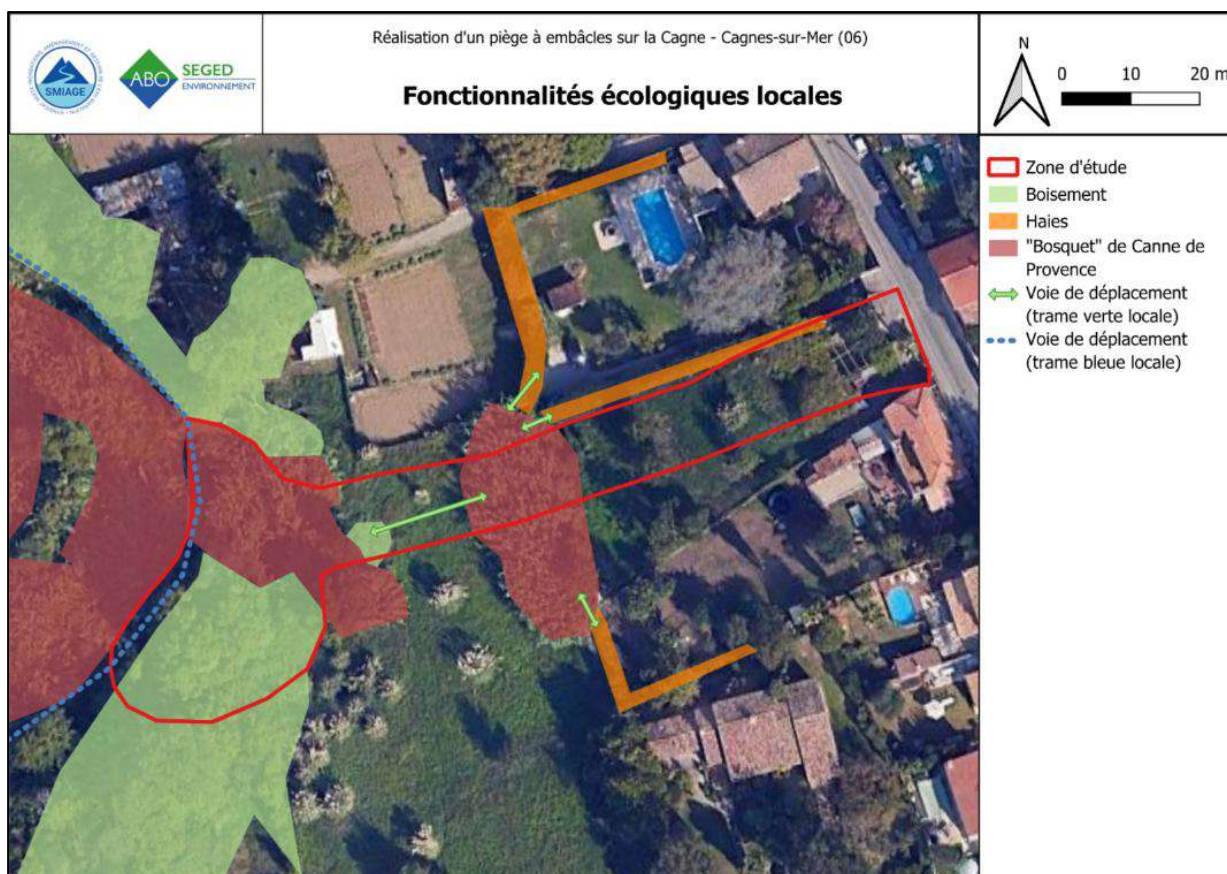 Réalisation d'un piège à embâcles sur la Cagne - Cagnes-sur-Mer (06)
Fonctionnalités écologiques locales
SMIAGE
ABO
SEGED
ENVIRONNEMENT
N
0 10 20 m
Zone d'étude
Boisement
Haies
"Bosquet" de Canne de
Provence
Voie de déplacement
(trame verte locale)
Voie de déplacement
(trame bleue locale)